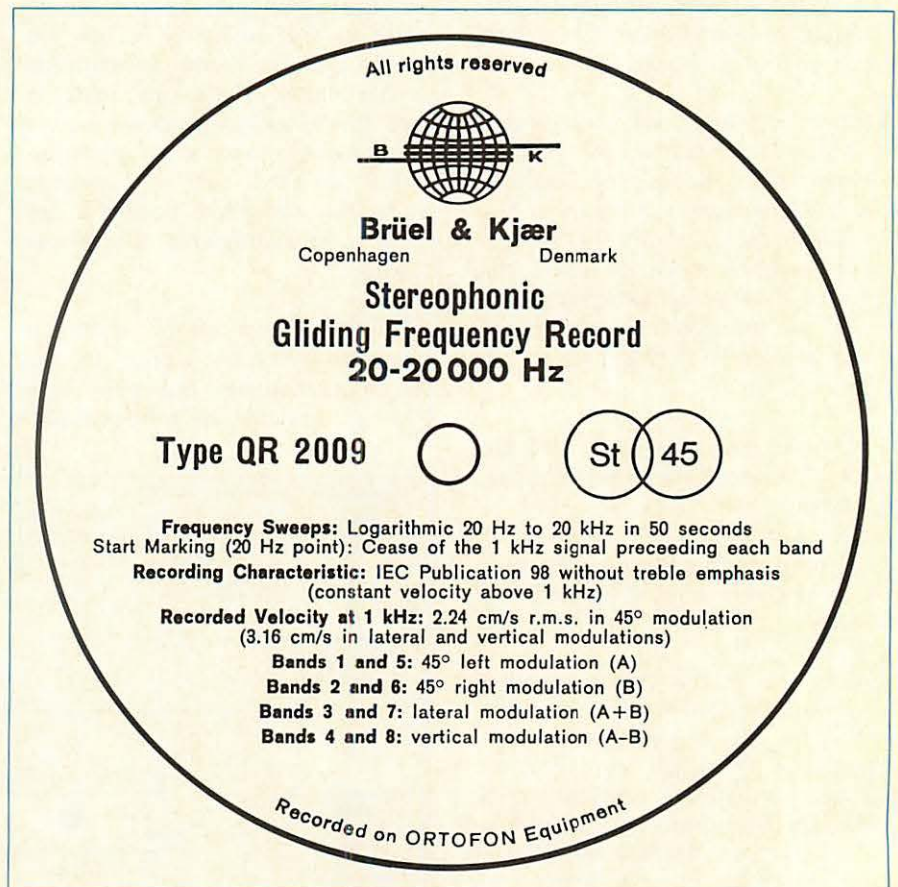 All rights reserved
B K
Brüel & Kjær
Copenhagen Denmark
Stereophonic
Gliding Frequency Record
20-20 000 Hz
Type QR 2009 St 45
Frequency Sweeps: Logarithmic 20 Hz to 20 kHz in 50 seconds
Start Marking (20 Hz point): Cease of the 1 kHz signal preceeding each band
Recording Characteristic: IEC Publication 98 without treble emphasis
(constant velocity above 1 kHz)
Recorded Velocity at 1 kHz: 2.24 cm/s r.m.s. in 45° modulation
(3.16 cm/s in lateral and vertical modulations)
Bands 1 and 5: 45° left modulation (A)
Bands 2 and 6: 45° right modulation (B)
Bands 3 and 7: lateral modulation (A+B)
Bands 4 and 8: vertical modulation (A–B)
Recorded on ORTOFON Equipment